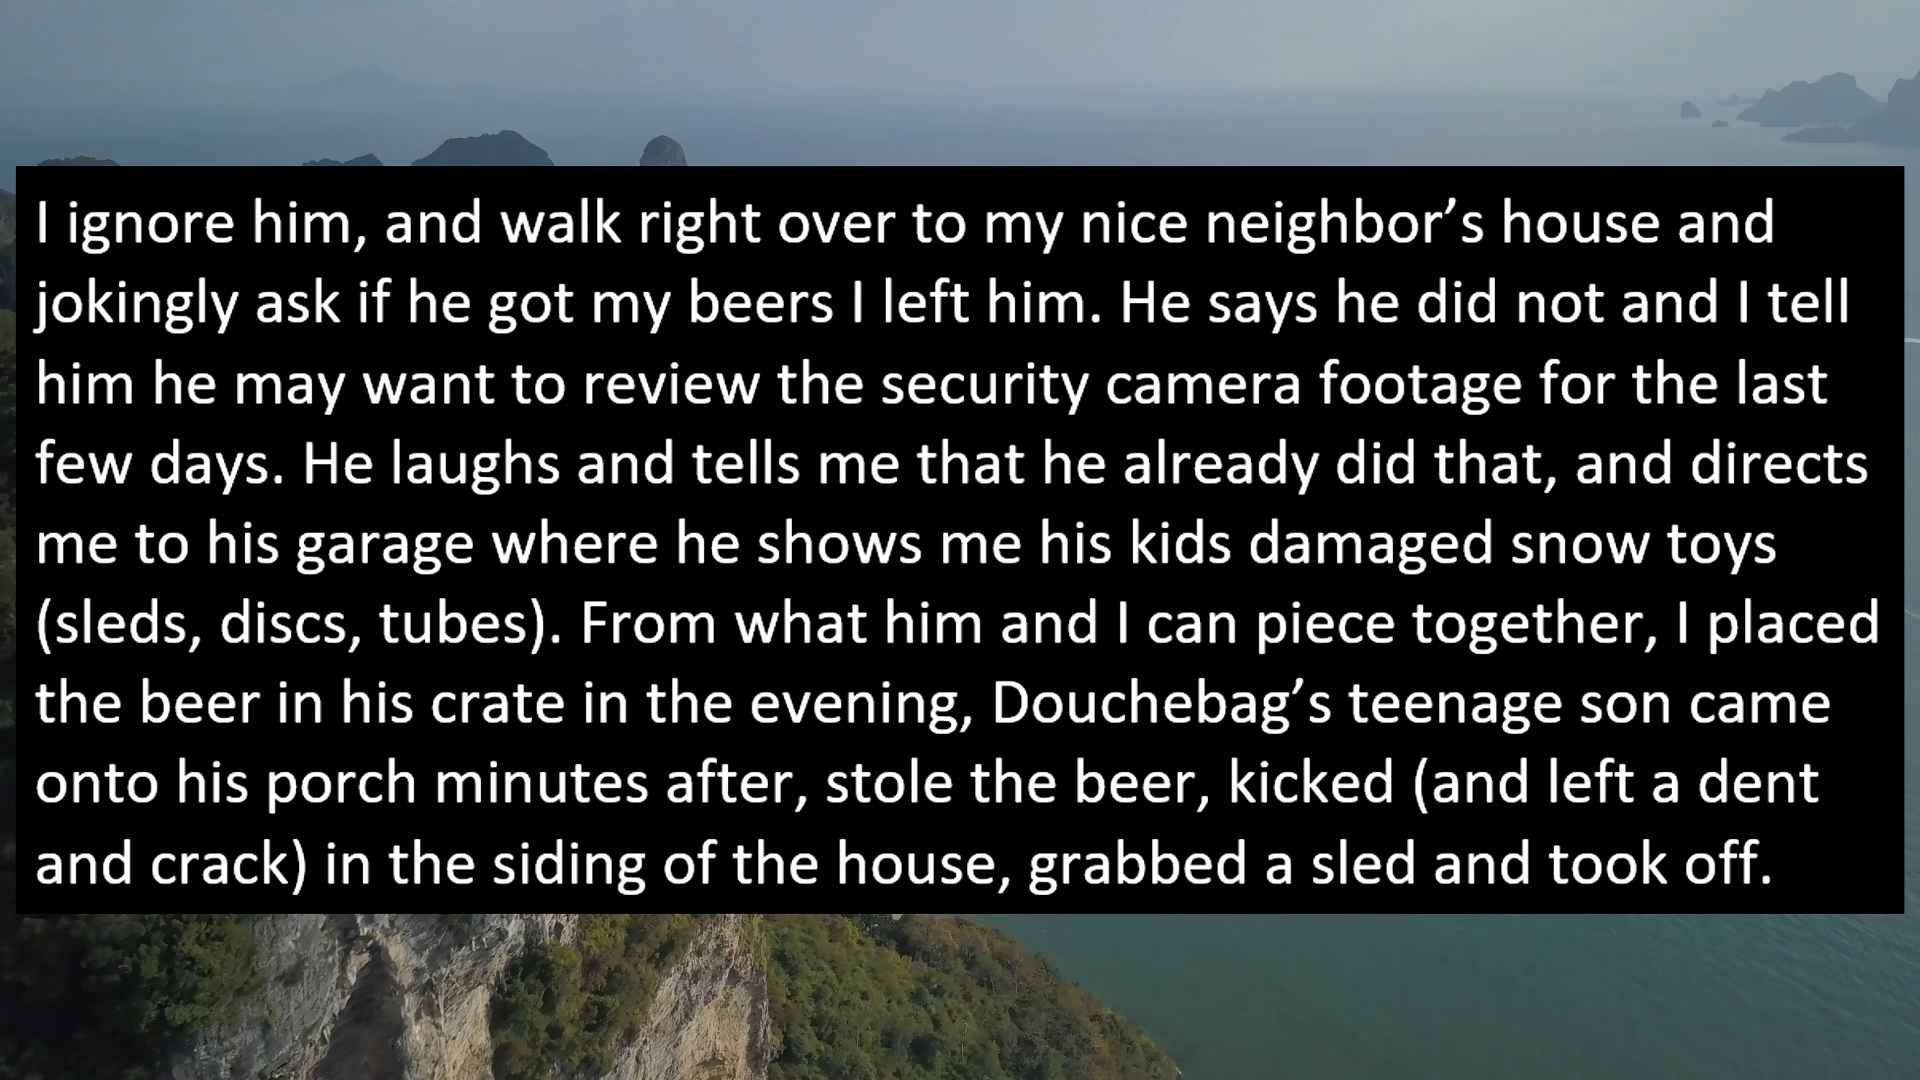 I ignore him, and walk right over to my nice neighbor’s house and
jokingly ask if he got my beers I left him. He says he did not and I tell
him he may want to review the security camera footage for the last
few days. He laughs and tells me that he already did that, and directs
me to his garage where he shows me his kids damaged snow toys
(sleds, discs, tubes). From what him and I can piece together, I placed
the beer in his crate in the evening, Douchebag’s teenage son came
onto his porch minutes after, stole the beer, kicked (and left a dent
and crack) in the siding of the house, grabbed a sled and took off.